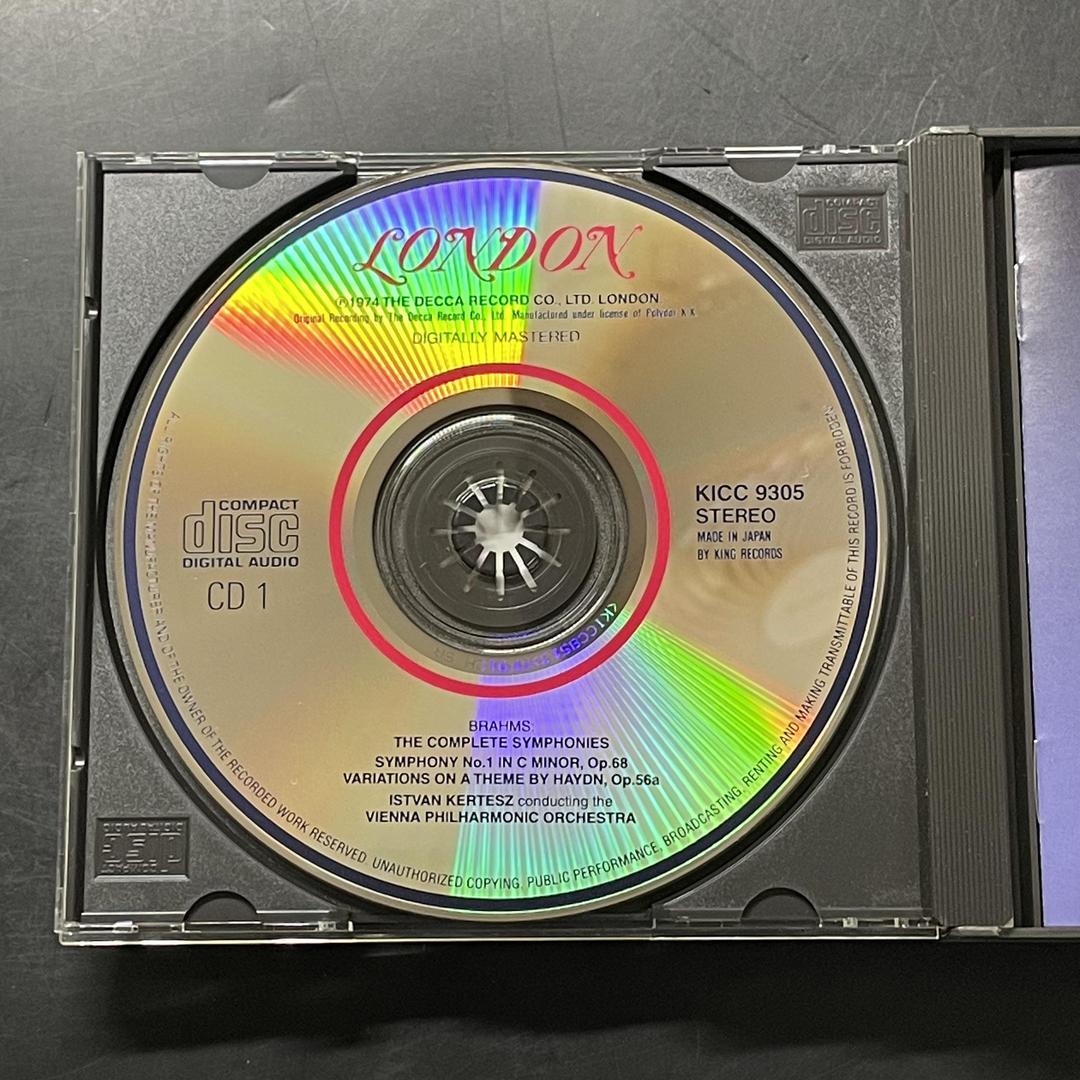 LONDON
℗1974 THE DECCA RECORD CO., LTD. LONDON
Original Recording by The Decca Record Co., Ltd. Manufactured under license of Polydor K.K.
DIGITALLY MASTERED
COMPACT
disc
DIGITAL AUDIO
COMPACT
disc
DIGITAL AUDIO
CD 1
KICC 9305
STEREO
MADE IN JAPAN
BY KING RECORDS
BRAHMS:
THE COMPLETE SYMPHONIES
SYMPHONY No.1 IN C MINOR, Op.68
VARIATIONS ON A THEME BY HAYDN, Op.56a
ISTVAN KERTESZ conducting the
VIENNA PHILHARMONIC ORCHESTRA
AND OF THE OWNER OF THE RECORDED WORK RESERVED. UNAUTHORIZED COPYING, PUBLIC PERFORMANCE, BROADCASTING, RENTING AND MAKING TRANSMITTABLE OF THIS RECORD IS FORBIDDEN
COMPACT
disc
DIGITAL AUDIO